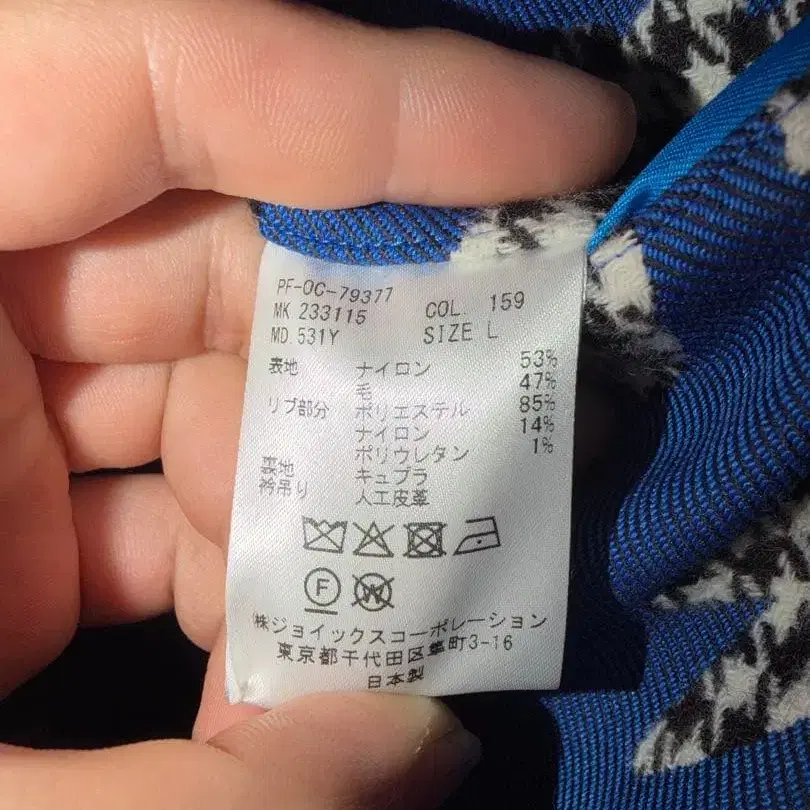 PF-OC-79377
MK.233115 COL. 159
MD.531Y SIZE L
表地 ナイロン 53%
毛 47%
リブ部分 ポリエステル 85%
ナイロン 14%
ポリウレタン 1%
裏地 キュプラ
衿吊り 人工皮革
F W
㈱ジョイックスコーポレーション
東京都千代田区隼町3-16
日本製